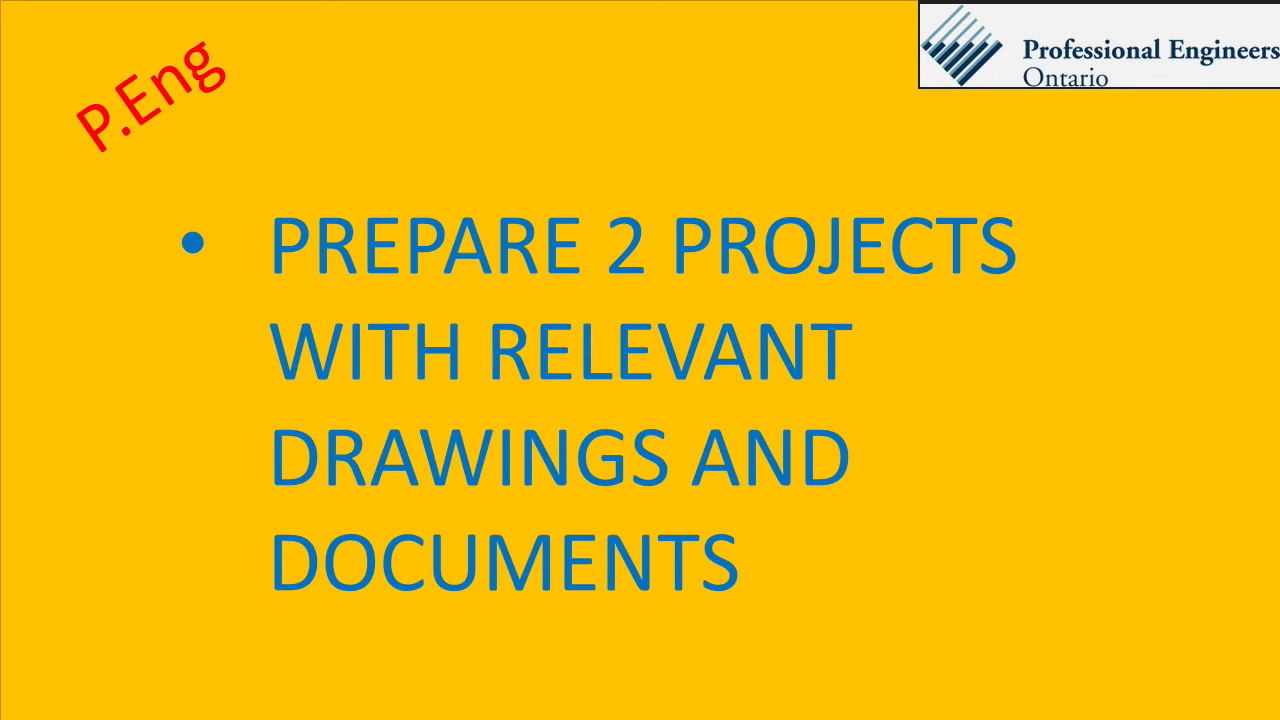 P.Eng
Professional Engineers
Ontario
• PREPARE 2 PROJECTS
WITH RELEVANT
DRAWINGS AND
DOCUMENTS